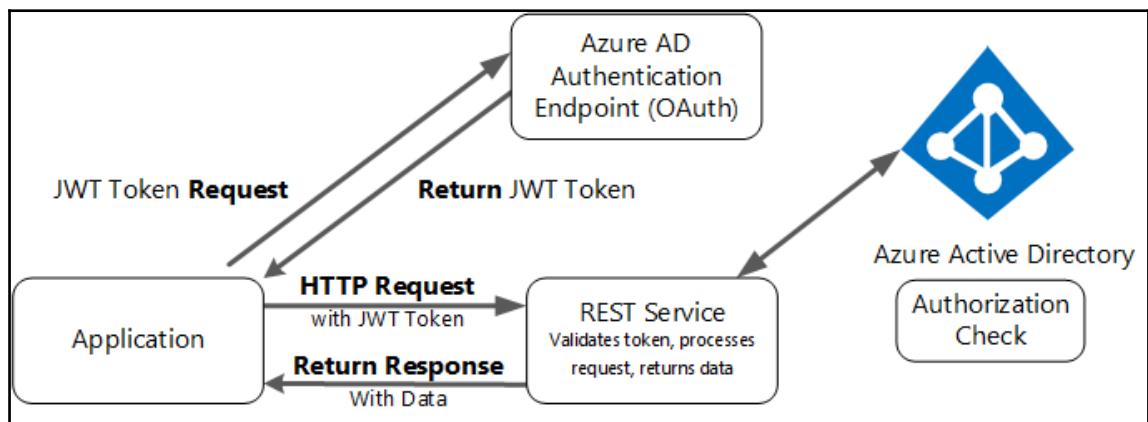 Azure AD
Authentication
Endpoint (OAuth)
JWT Token Request
Return JWT Token
Azure Active Directory
Authorization
Check
Application
HTTP Request
with JWT Token
Return Response
With Data
REST Service
Validates token, processes
request, returns data